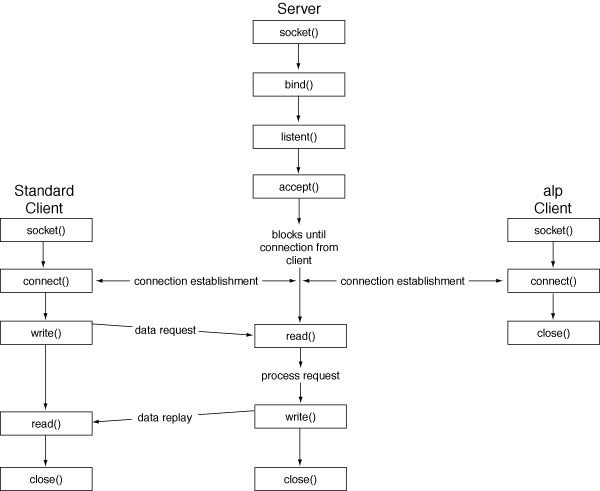 Server
socket()
bind()
listent()
accept()
Standard
Client
alp
Client
socket()
blocks until
connection from
client
socket()
connect()
connection establishment
connection establishment
connect()
write()
data request
read()
close()
process request
read()
data replay
write()
close()
close()